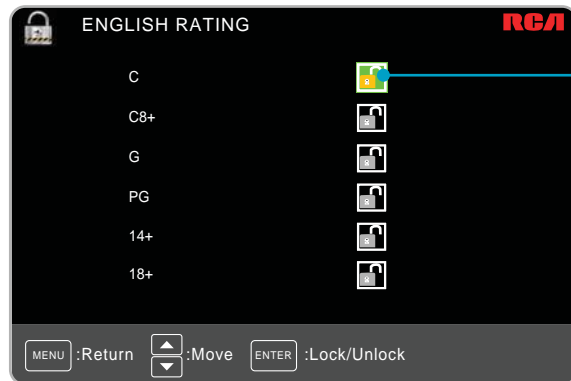 ENGLISH RATING RCA
C
C8+
G
PG
14+
18+
MENU :Return :Move ENTER :Lock/Unlock